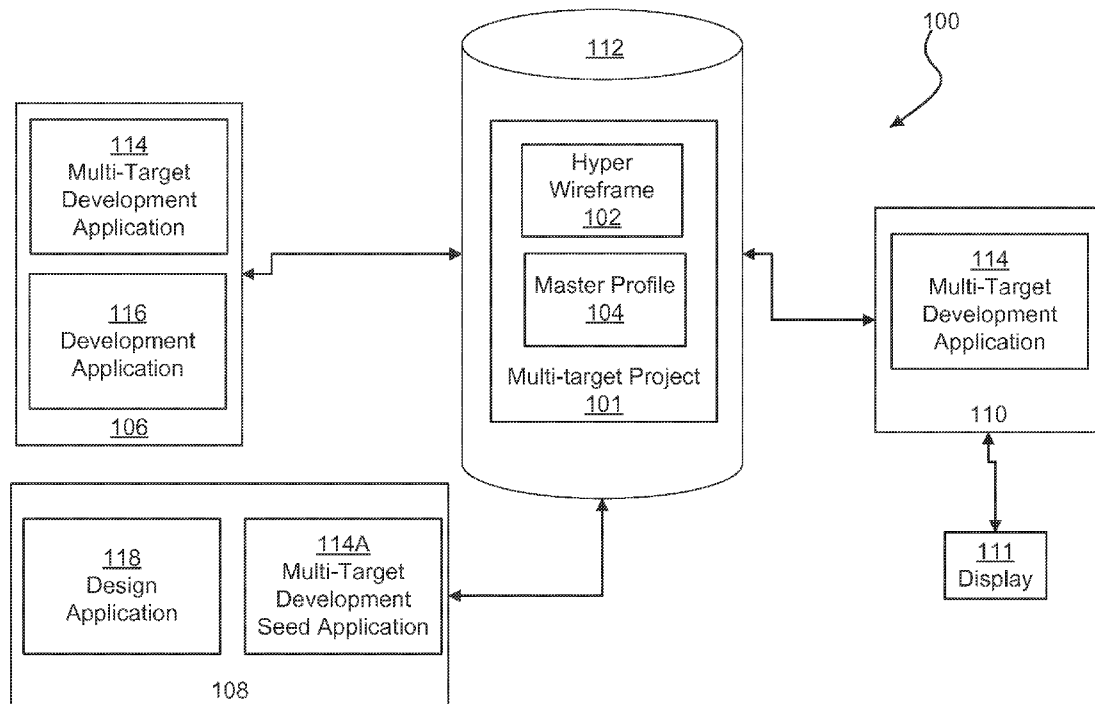 100
112
114
Multi-Target
Development
Application
116
Development
Application
106
Hyper
Wireframe
102
Master Profile
104
Multi-target Project
101
114
Multi-Target
Development
Application
110
111
Display
118
Design
Application
114A
Multi-Target
Development
Seed Application
108